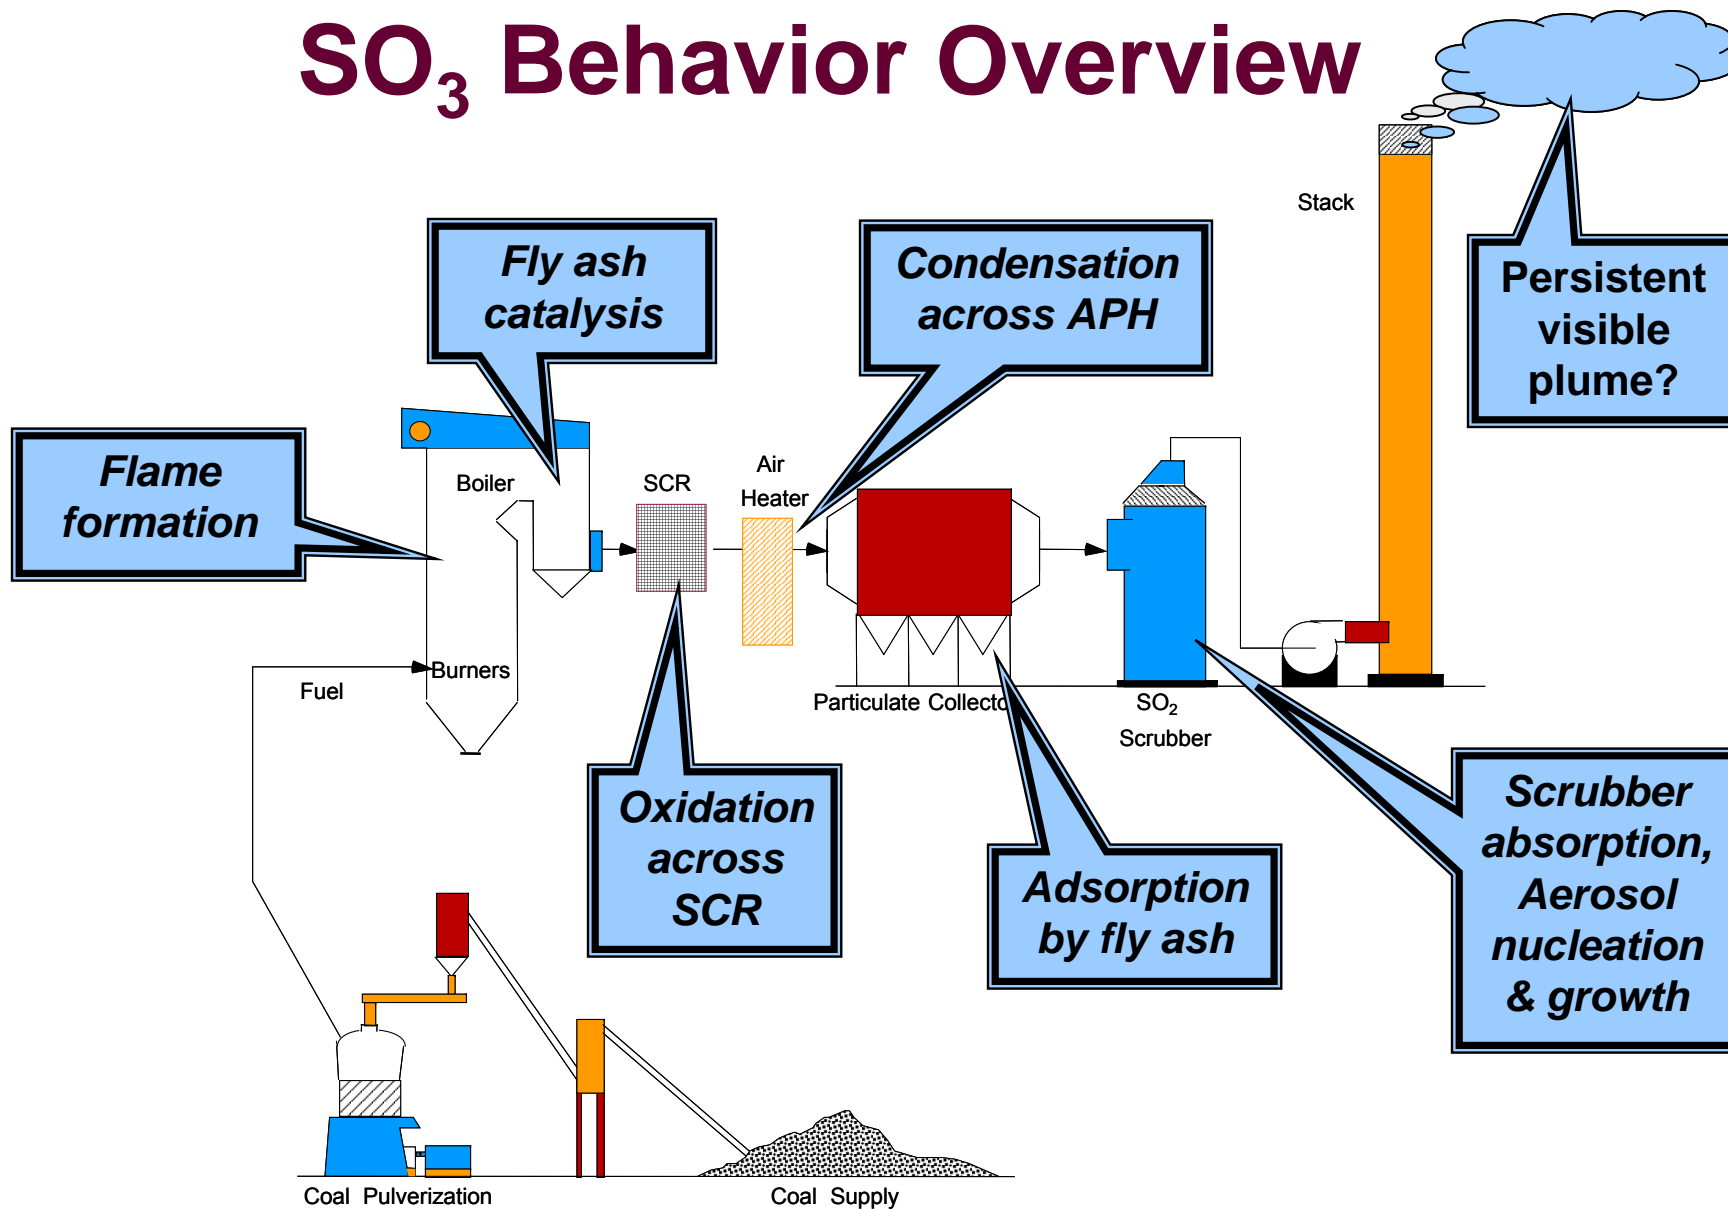 SO₃ Behavior Overview
Stack
Fly ash
catalysis
Condensation
across APH
Persistent
visible
plume?
Flame
formation
Boiler
SCR
Air
Heater
Burners
Fuel
Particulate Collecto
SO₂
Scrubber
Oxidation
across
SCR
Adsorption
by fly ash
Scrubber
absorption,
Aerosol
nucleation
& growth
Coal Pulverization
Coal Supply